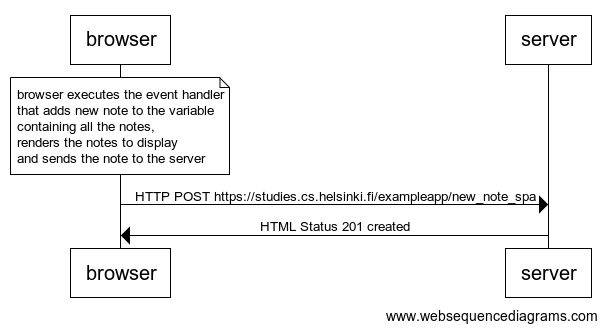 browser
server
browser executes the event handler
that adds new note to the variable
containing all the notes,
renders the notes to display
and sends the note to the server
HTTP POST https://studies.cs.helsinki.fi/exampleapp/new_note_spa
HTML Status 201 created
browser
server
www.websequencediagrams.com